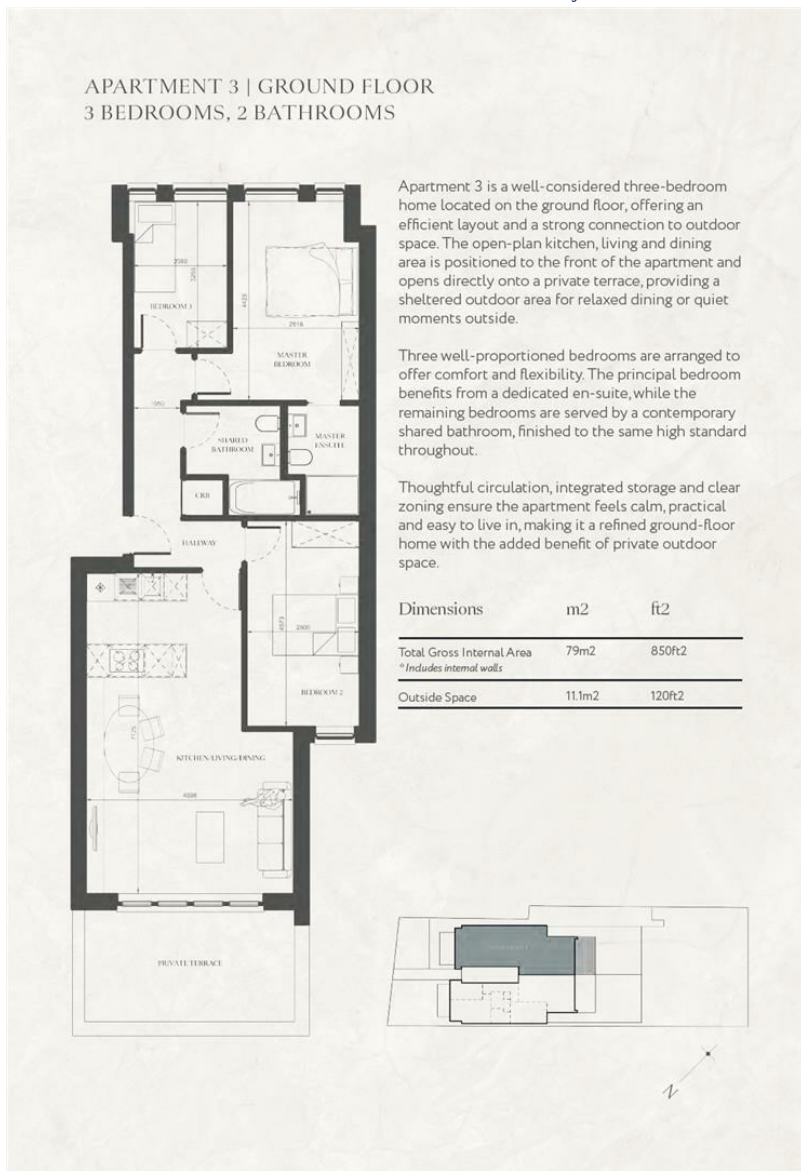 APARTMENT 3 | GROUND FLOOR
3 BEDROOMS, 2 BATHROOMS
Apartment 3 is a well-considered three-bedroom
home located on the ground floor, offering an
efficient layout and a strong connection to outdoor
space. The open-plan kitchen, living and dining
area is positioned to the front of the apartment and
opens directly onto a private terrace, providing a
sheltered outdoor area for relaxed dining or quiet
moments outside.
Three well-proportioned bedrooms are arranged to
offer comfort and flexibility. The principal bedroom
benefits from a dedicated en-suite, while the
remaining bedrooms are served by a contemporary
shared bathroom, finished to the same high standard
throughout.
Thoughtful circulation, integrated storage and clear
zoning ensure the apartment feels calm, practical
and easy to live in, making it a refined ground-floor
home with the added benefit of private outdoor
space.
Dimensions m2 ft2
Total Gross Internal Area 79m2 850ft2
* Includes internal walls
Outside Space 11.1m2 120ft2
BEDROOM 3
4425
2818
MASTER
BEDROOM
1050
SHARED
BATHROOM
MASTER
ENSUITE
CRB
HALLWAY
4573
2400
BEDROOM 2
7125
KITCHEN/LIVING/DINING
PRIVATE TERRACE
N